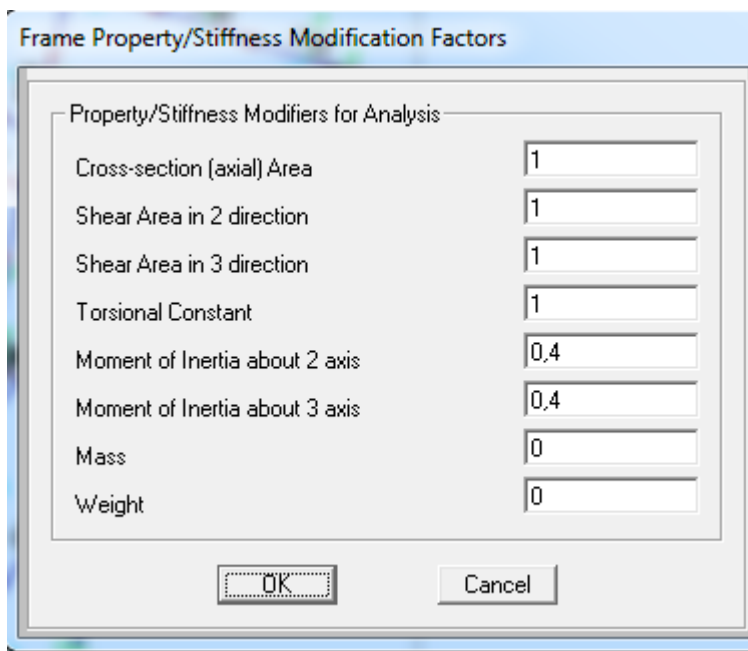 Frame Property/Stiffness Modification Factors
Property/Stiffness Modifiers for Analysis
Cross-section (axial) Area 1
Shear Area in 2 direction 1
Shear Area in 3 direction 1
Torsional Constant 1
Moment of Inertia about 2 axis 0,4
Moment of Inertia about 3 axis 0,4
Mass 0
Weight 0
OK Cancel